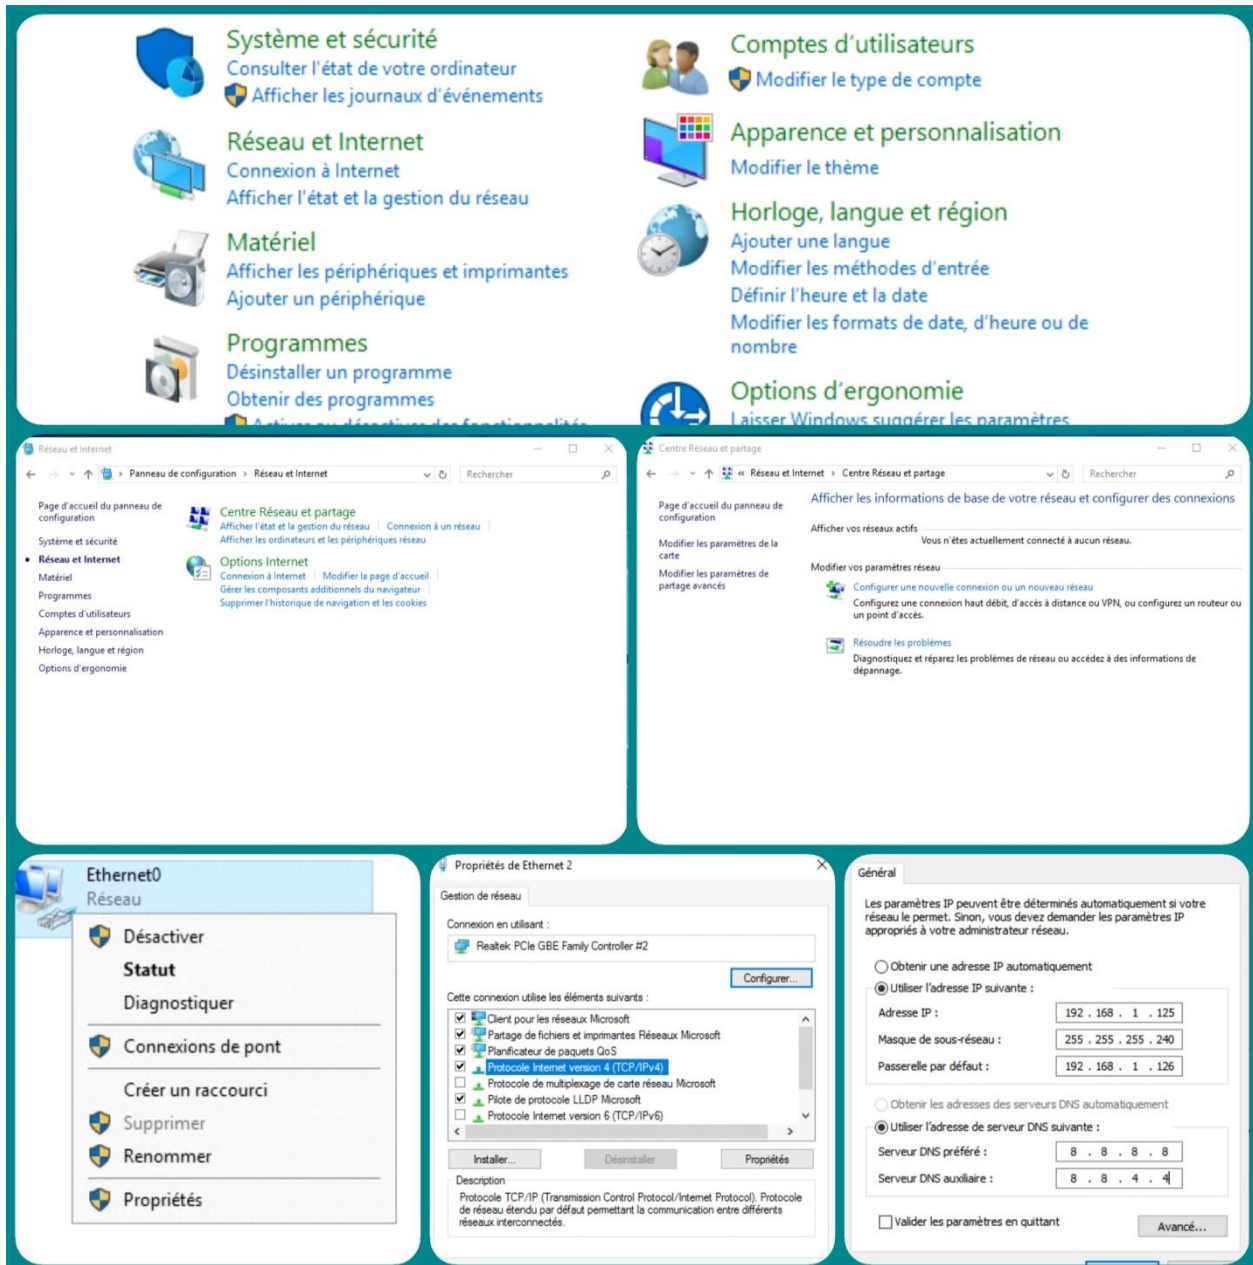 Système et sécurité
Consulter l'état de votre ordinateur
Afficher les journaux d'événements
Réseau et Internet
Connexion à Internet
Afficher l'état et la gestion du réseau
Matériel
Afficher les périphériques et imprimantes
Ajouter un périphérique
Programmes
Désinstaller un programme
Obtenir des programmes
Activer ou désactiver des fonctionnalités
Comptes d'utilisateurs
Modifier le type de compte
Apparence et personnalisation
Modifier le thème
Horloge, langue et région
Ajouter une langue
Modifier les méthodes d'entrée
Définir l'heure et la date
Modifier les formats de date, d'heure ou de
nombre
Options d'ergonomie
Laisser Windows suggérer les paramètres
Réseau et Internet
Panneau de configuration > Réseau et Internet
Rechercher
Page d'accueil du panneau de
configuration
Système et sécurité
Réseau et Internet
Matériel
Programmes
Comptes d'utilisateurs
Apparence et personnalisation
Horloge, langue et région
Options d'ergonomie
Centre Réseau et partage
Afficher l'état et la gestion du réseau | Connexion à un réseau
Afficher les ordinateurs et les périphériques réseau
Options Internet
Connexion à Internet | Modifier la page d'accueil
Gérer les composants additionnels du navigateur
Supprimer l'historique de navigation et les cookies
Centre Réseau et partage
« Réseau et Internet > Centre Réseau et partage
Rechercher
Page d'accueil du panneau de
configuration
Modifier les paramètres de la
carte
Modifier les paramètres de
partage avancés
Afficher les informations de base de votre réseau et configurer des connexions
Afficher vos réseaux actifs
Vous n'êtes actuellement connecté à aucun réseau.
Modifier vos paramètres réseau
Configurer une nouvelle connexion ou un nouveau réseau
Configurez une connexion haut débit, d'accès à distance ou VPN, ou configurez un routeur ou
un point d'accès.
Résoudre les problèmes
Diagnostiquez et réparez les problèmes de réseau ou accédez à des informations de
dépannage.
Ethernet0
Réseau
Désactiver
Statut
Diagnostiquer
Connexions de pont
Créer un raccourci
Supprimer
Renommer
Propriétés
Propriétés de Ethernet 2
Gestion de réseau
Connexion en utilisant :
Realtek PCIe GBE Family Controller #2
Configurer...
Cette connexion utilise les éléments suivants :
Client pour les réseaux Microsoft
Partage de fichiers et imprimantes Réseaux Microsoft
Planificateur de paquets QoS
Protocole Internet version 4 (TCP/IPv4)
Protocole de multiplexage de carte réseau Microsoft
Pilote de protocole LLDP Microsoft
Protocole Internet version 6 (TCP/IPv6)
Installer...
Désinstaller
Propriétés
Description
Protocole TCP/IP (Transmission Control Protocol/Internet Protocol). Protocole
de réseau étendu par défaut permettant la communication entre différents
réseaux interconnectés.
Général
Les paramètres IP peuvent être déterminés automatiquement si votre
réseau le permet. Sinon, vous devez demander les paramètres IP
appropriés à votre administrateur réseau.
Obtenir une adresse IP automatiquement
Utiliser l'adresse IP suivante :
Adresse IP : 192 . 168 . 1 . 125
Masque de sous-réseau : 255 . 255 . 255 . 240
Passerelle par défaut : 192 . 168 . 1 . 126
Obtenir les adresses des serveurs DNS automatiquement
Utiliser l'adresse de serveur DNS suivante :
Serveur DNS préféré : 8 . 8 . 8 . 8
Serveur DNS auxiliaire : 8 . 8 . 4 . 4
Valider les paramètres en quittant
Avancé...